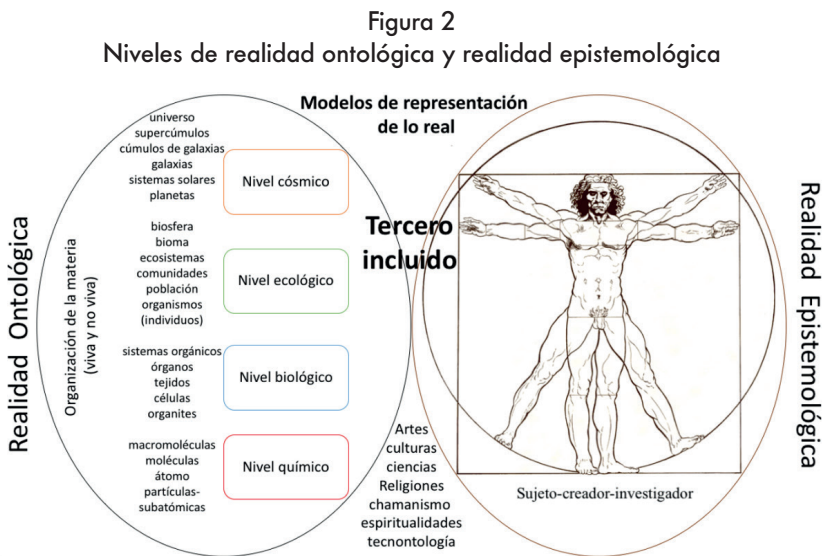 Figura 2
Niveles de realidad ontológica y realidad epistemológica
Modelos de representación
de lo real
Realidad Ontológica
Organización de la materia
(viva y no viva)
universo
supercúmulos
cúmulos de galaxias
galaxias
sistemas solares
planetas
Nivel cósmico
biosfera
bioma
ecosistemas
comunidades
población
organismos
(individuos)
Nivel ecológico
sistemas orgánicos
órganos
tejidos
células
organites
Nivel biológico
macromoléculas
moléculas
átomo
partículas-
subatómicas
Nivel químico
Tercero
incluido
Artes
culturas
ciencias
Religiones
chamanismo
espiritualidades
tecnontología
Sujeto-creador-investigador
Realidad Epistemológica